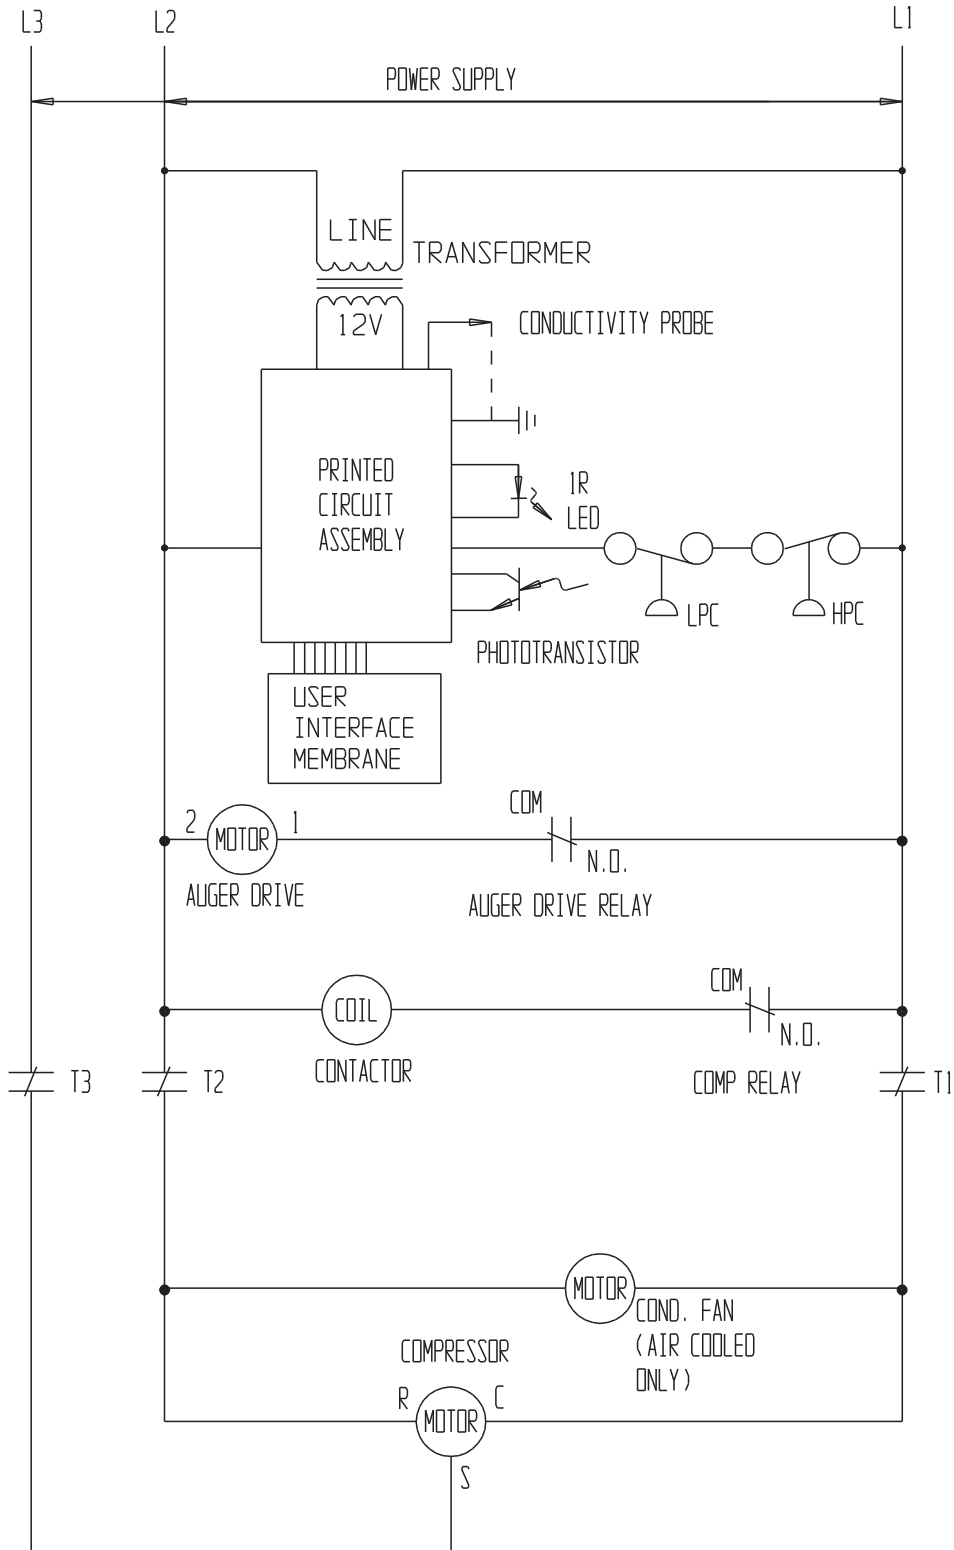 L3
L2
L1
POWER SUPPLY
LINE
TRANSFORMER
12V
CONDUCTIVITY PROBE
PRINTED
CIRCUIT
ASSEMBLY
1R
LED
LPC
HPC
PHOTOTRANSISTOR
USER
INTERFACE
MEMBRANE
COM
2
MOTOR
1
N.O.
AUGER DRIVE
AUGER DRIVE RELAY
COM
COIL
N.O.
CONTACTOR
COMP RELAY
T3
T2
T1
MOTOR
COND. FAN
(AIR COOLED
ONLY)
COMPRESSOR
R
C
MOTOR
S